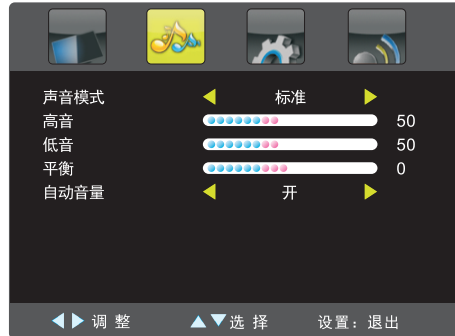 声音模式 标准
高音 50
低音 50
平衡 0
自动音量 开
调整 选择 设置：退出